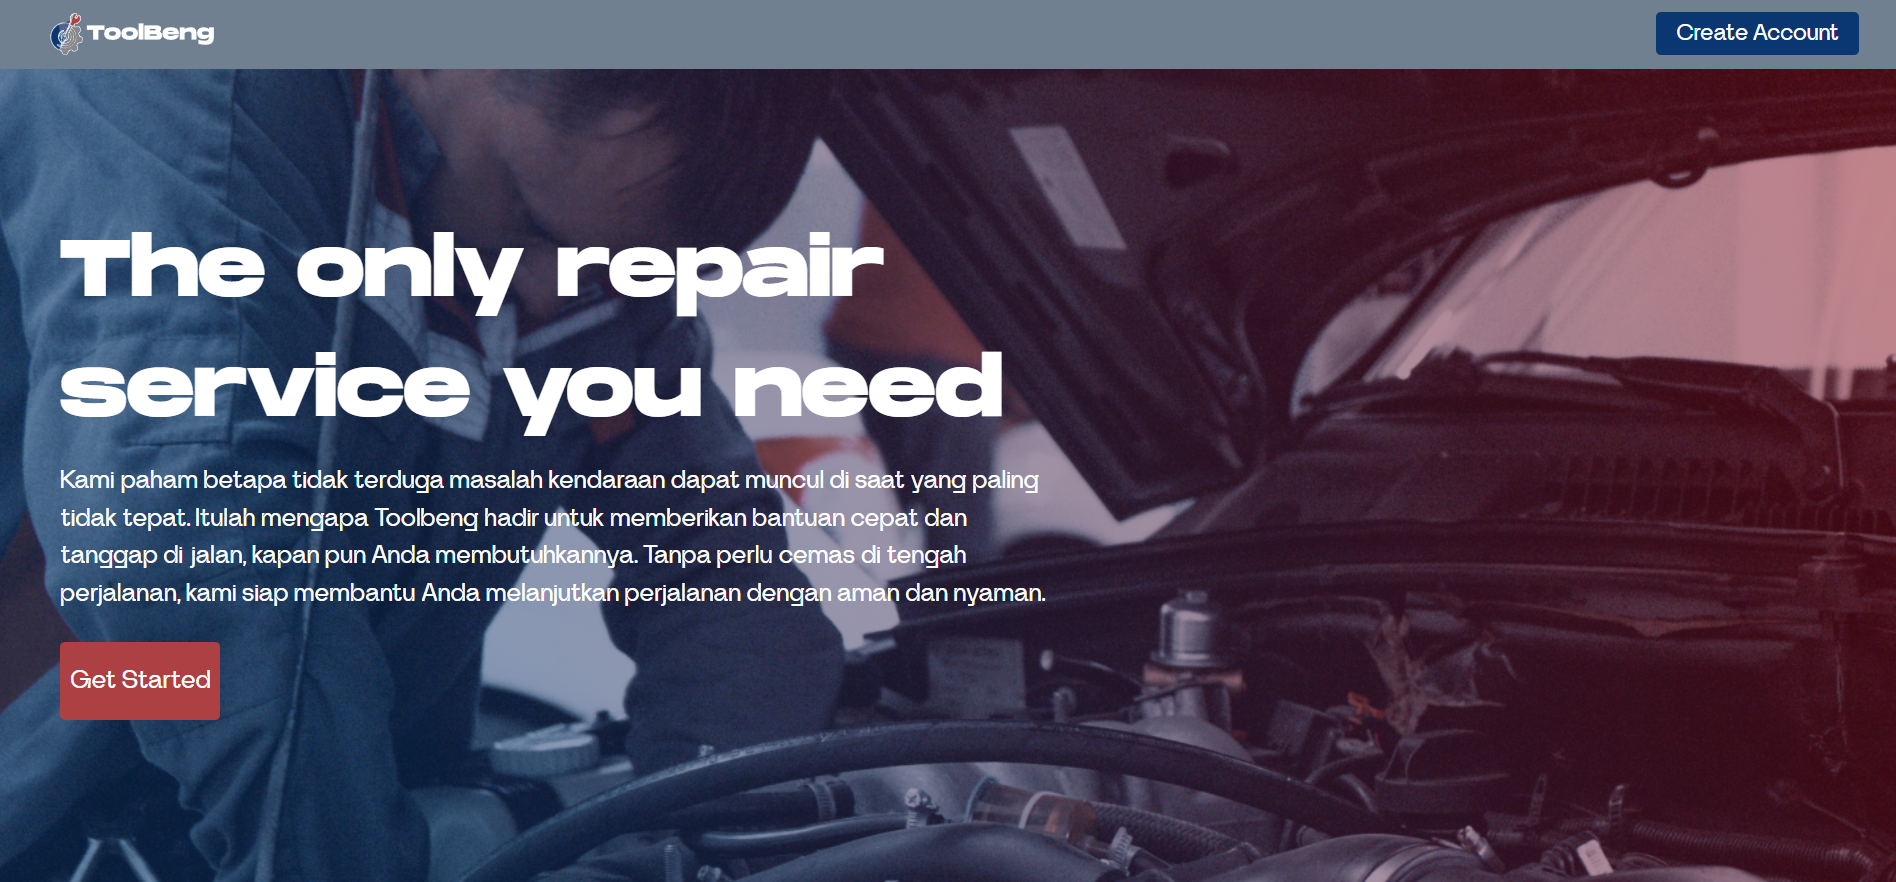 ToolBeng
Create Account
The only repair
service you need
Kami paham betapa tidak terduga masalah kendaraan dapat muncul di saat yang paling
tidak tepat. Itulah mengapa Toolbeng hadir untuk memberikan bantuan cepat dan
tanggap di jalan, kapan pun Anda membutuhkannya. Tanpa perlu cemas di tengah
perjalanan, kami siap membantu Anda melanjutkan perjalanan dengan aman dan nyaman.
Get Started